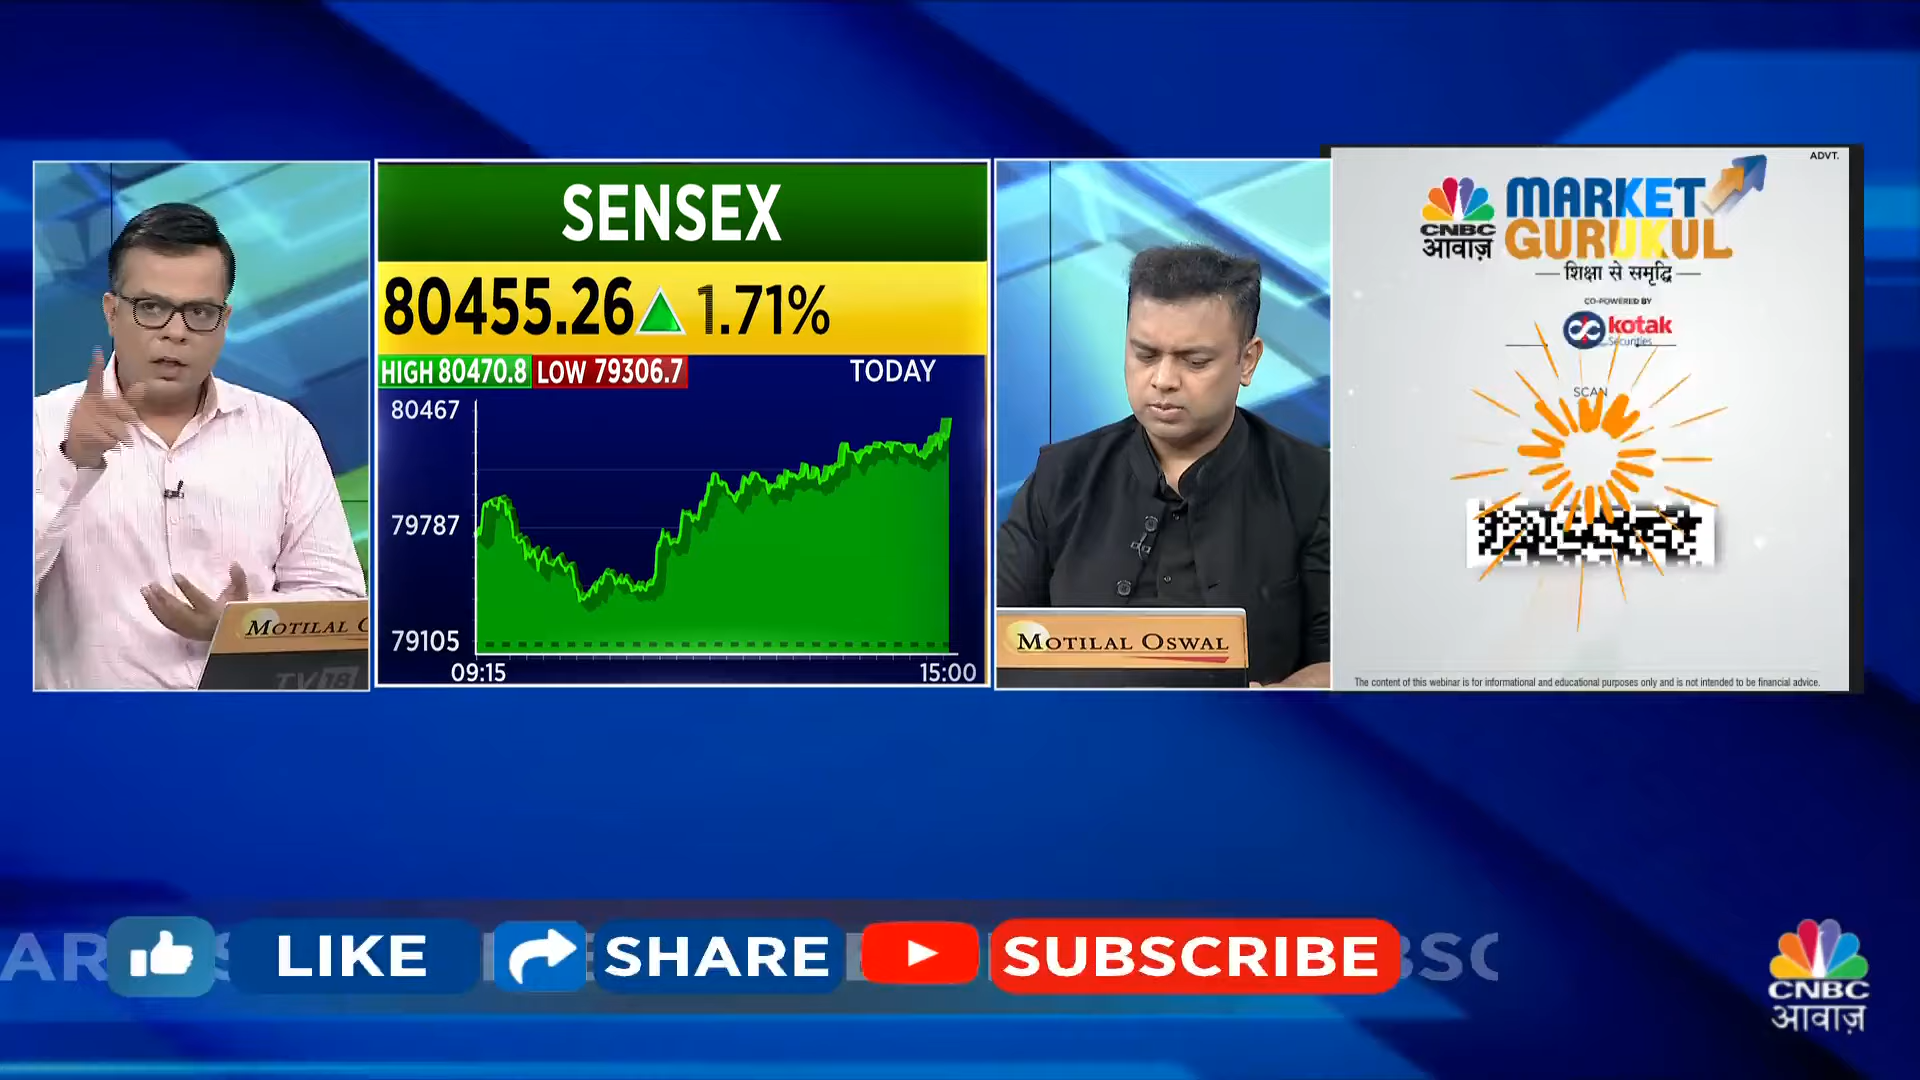 SENSEX
80455.26 1.71%
HIGH 80470.8 LOW 79306.7 TODAY
80467
79787
79105
09:15 15:00
MOTILAL
TV18
MOTILAL OSWAL
ADVT.
CNBC
आवाज़
MARKET
GURUKUL
शिक्षा से समृद्धि
CO-POWERED BY
kotak
Securities
SCAN
The content of this webinar is for informational and educational purposes only and is not intended to be financial advice.
LIKE SHARE SUBSCRIBE
CNBC
आवाज़